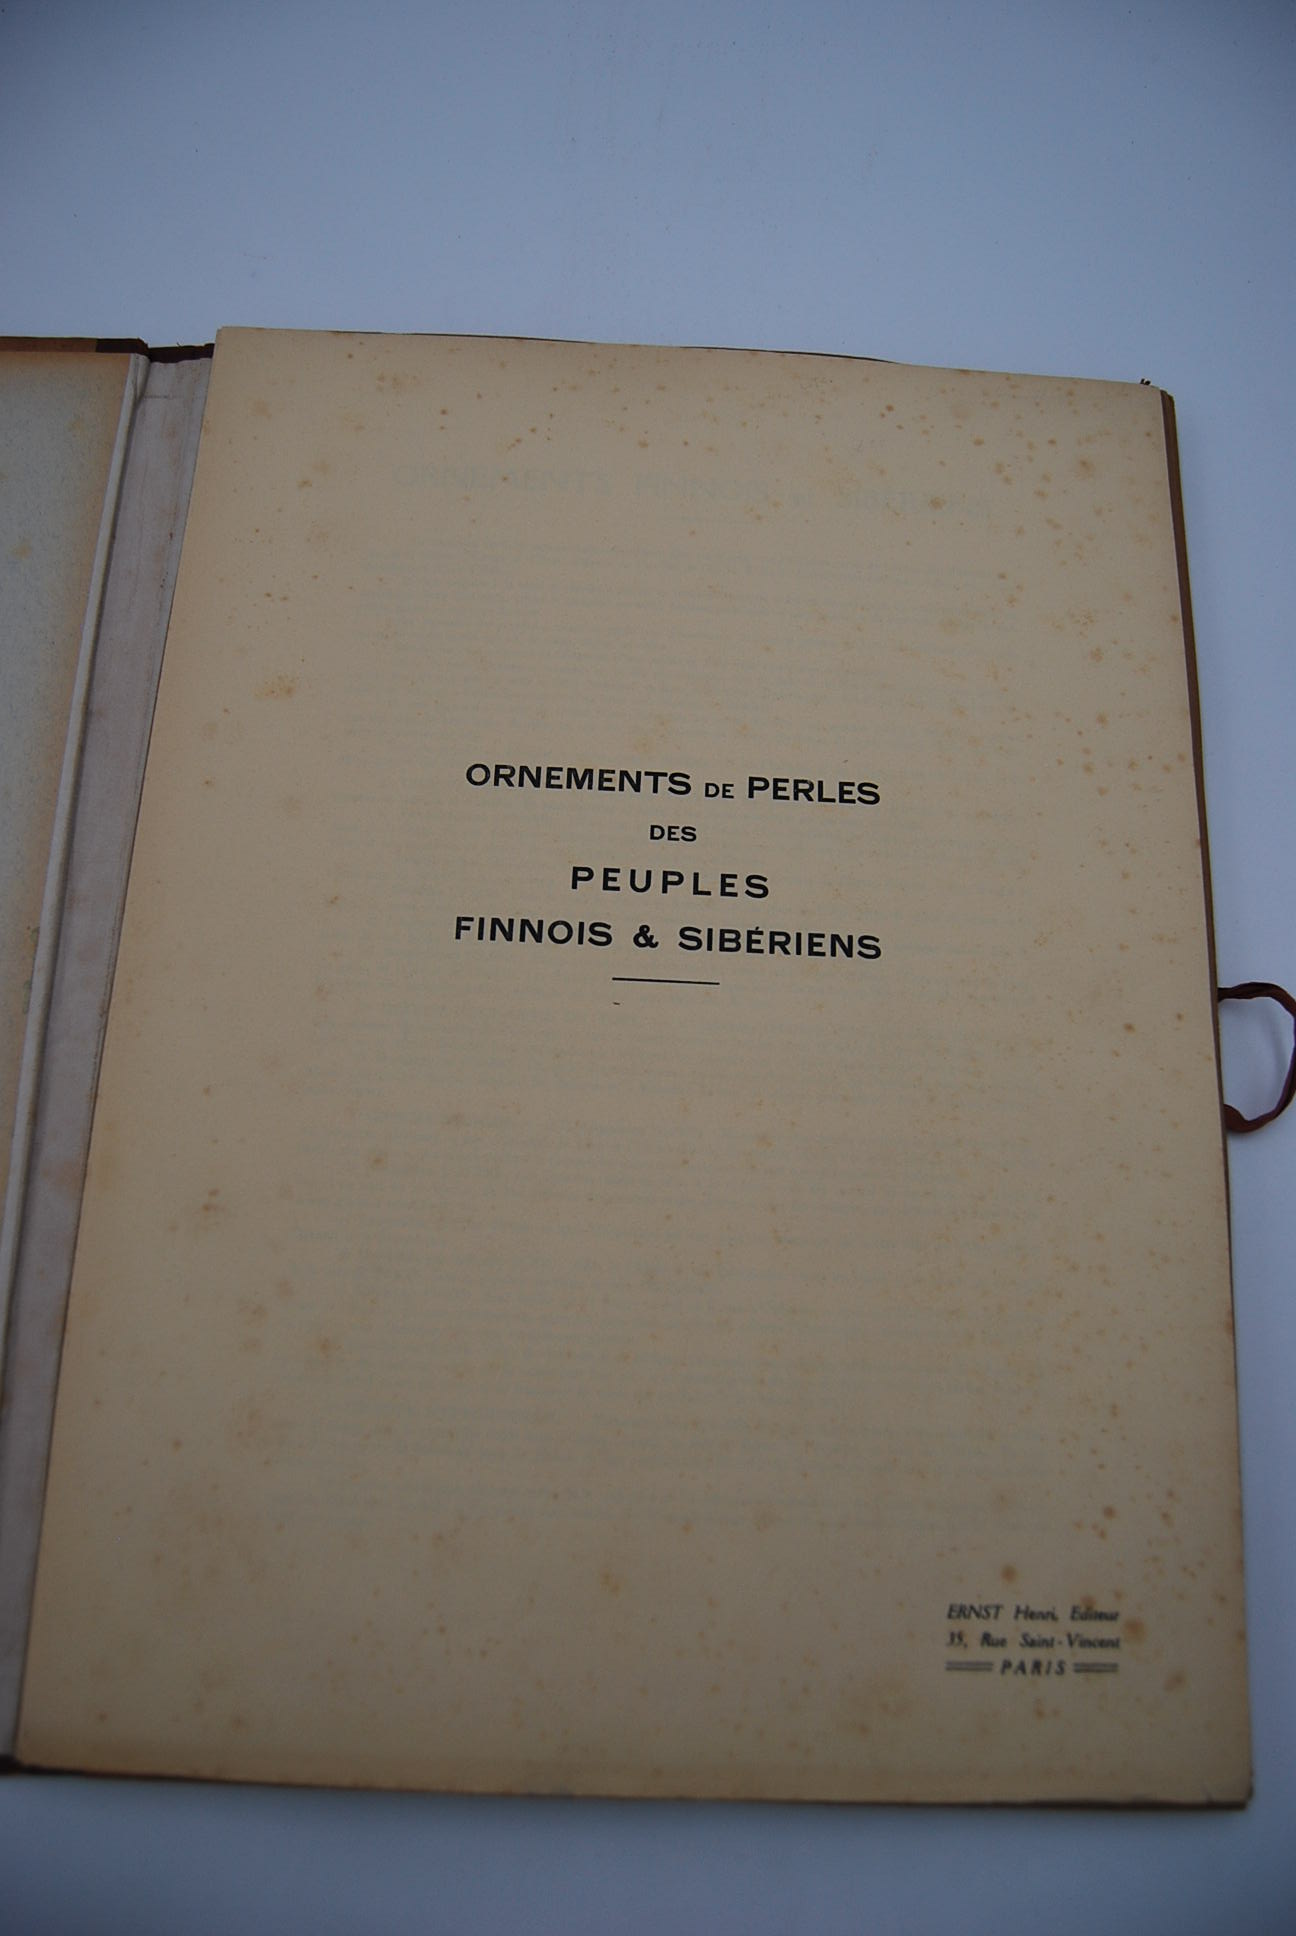 ORNEMENTS DE PERLES
DES
PEUPLES
FINNOIS & SIBÉRIENS
ERNST Henri, Editeur
35, Rue Saint-Vincent
PARIS